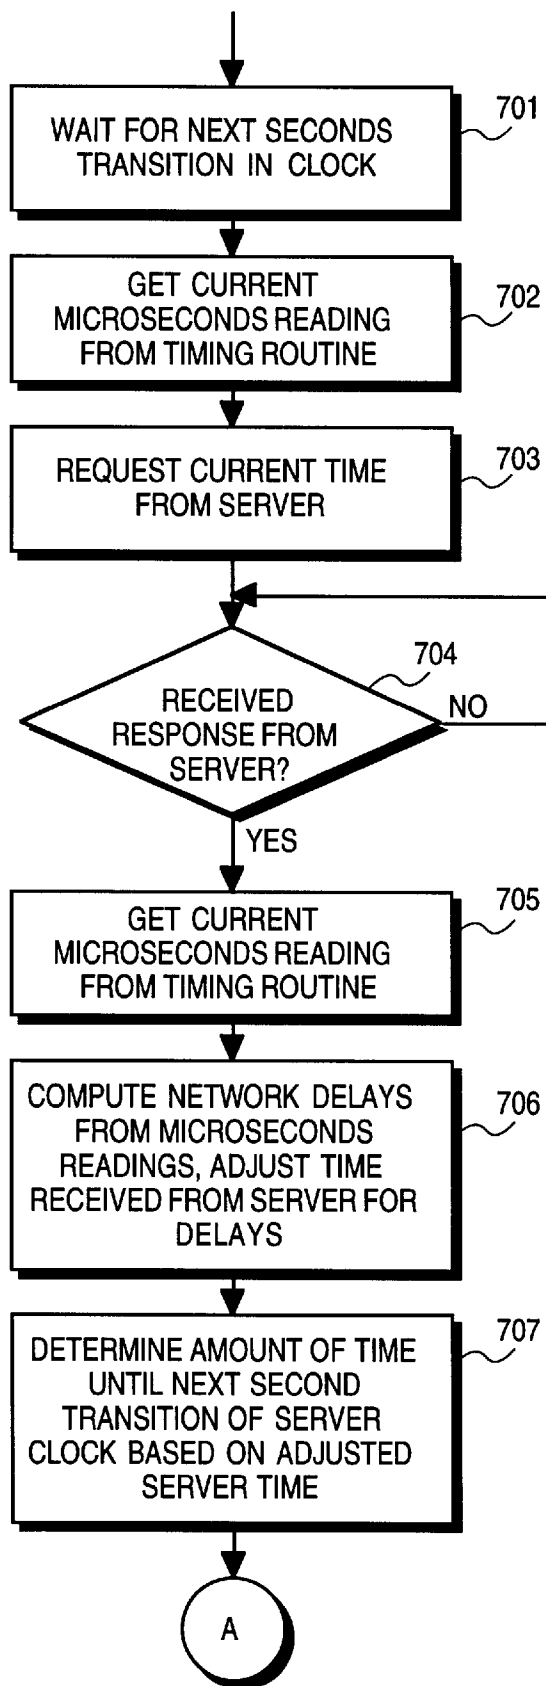 WAIT FOR NEXT SECONDS
TRANSITION IN CLOCK
701
GET CURRENT
MICROSECONDS READING
FROM TIMING ROUTINE
702
REQUEST CURRENT TIME
FROM SERVER
703
704
RECEIVED
RESPONSE FROM
SERVER?
NO
YES
GET CURRENT
MICROSECONDS READING
FROM TIMING ROUTINE
705
COMPUTE NETWORK DELAYS
FROM MICROSECONDS
READINGS, ADJUST TIME
RECEIVED FROM SERVER FOR
DELAYS
706
DETERMINE AMOUNT OF TIME
UNTIL NEXT SECOND
TRANSITION OF SERVER
CLOCK BASED ON ADJUSTED
SERVER TIME
707
A